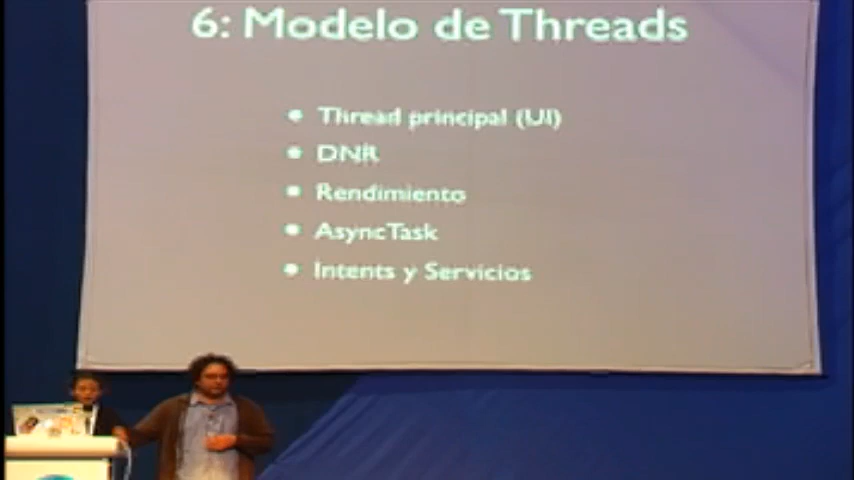 6: Modelo de Threads
Thread principal (UI)
DNR
Rendimiento
AsyncTask
Intents y Servicios